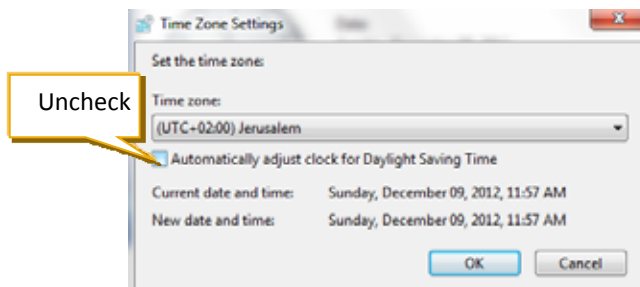 Time Zone Settings
Set the time zone:
Uncheck
Time zone:
(UTC+02:00) Jerusalem
Automatically adjust clock for Daylight Saving Time
Current date and time: Sunday, December 09, 2012, 11:57 AM
New date and time: Sunday, December 09, 2012, 11:57 AM
OK Cancel